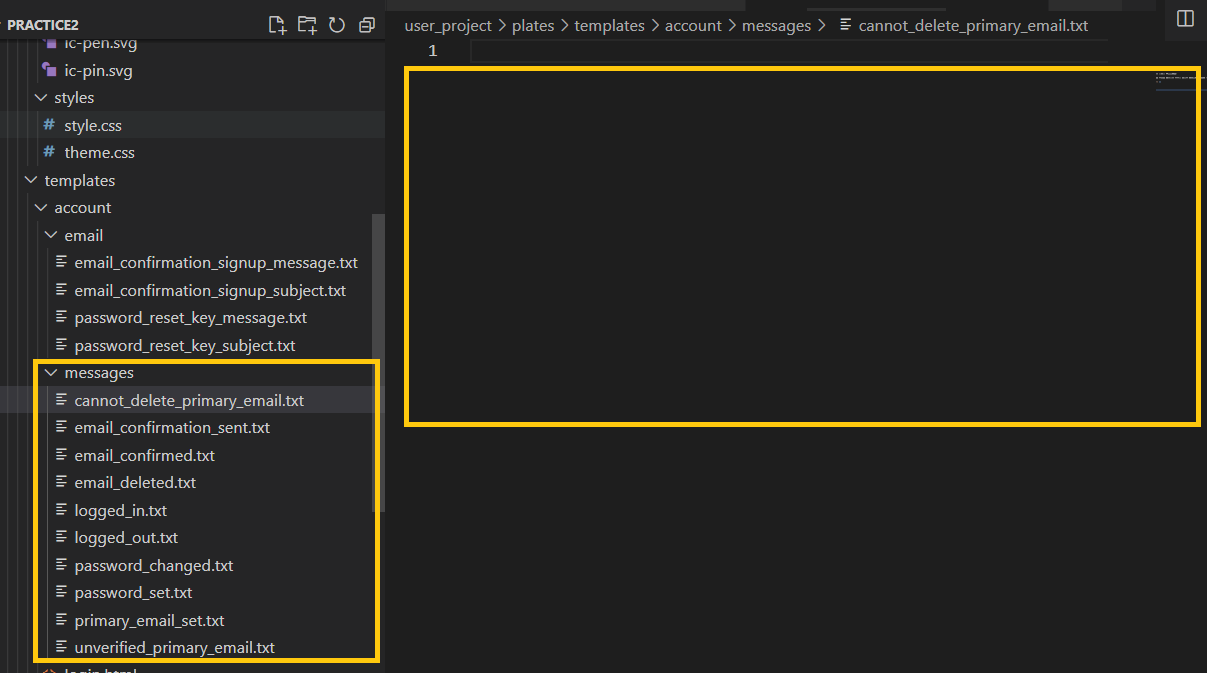 PRACTICE2
ic-pen.svg
ic-pin.svg
styles
# style.css
# theme.css
templates
account
email
email_confirmation_signup_message.txt
email_confirmation_signup_subject.txt
password_reset_key_message.txt
password_reset_key_subject.txt
messages
cannot_delete_primary_email.txt
email_confirmation_sent.txt
email_confirmed.txt
email_deleted.txt
logged_in.txt
logged_out.txt
password_changed.txt
password_set.txt
primary_email_set.txt
unverified_primary_email.txt
login.html
user_project > plates > templates > account > messages > cannot_delete_primary_email.txt
1